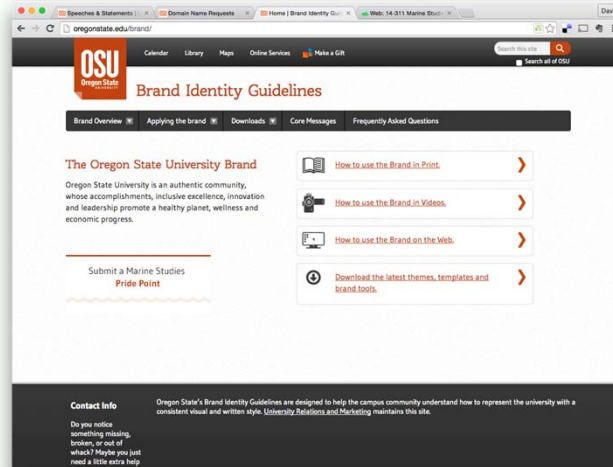 Speeches & Statements |
Domain Name Requests
Home | Brand Identity Gui
Web: 14-311 Marine Studi
Dav
oregonstate.edu/brand/
OSU
Oregon State
UNIVERSITY
Calendar Library Maps Online Services Make a Gift
Search this site
Search all of OSU
Brand Identity Guidelines
Brand Overview Applying the brand Downloads Core Messages Frequently Asked Questions
The Oregon State University Brand
Oregon State University is an authentic community,
whose accomplishments, inclusive excellence, innovation
and leadership promote a healthy planet, wellness and
economic progress.
Submit a Marine Studies
Pride Point
How to use the Brand in Print.
How to use the Brand in Videos.
How to use the Brand on the Web.
Download the latest themes, templates and
brand tools.
Contact Info
Do you notice
something missing,
broken, or out of
whack? Maybe you just
need a little extra help
Oregon State's Brand Identity Guidelines are designed to help the campus community understand how to represent the university with a
consistent visual and written style. University Relations and Marketing maintains this site.